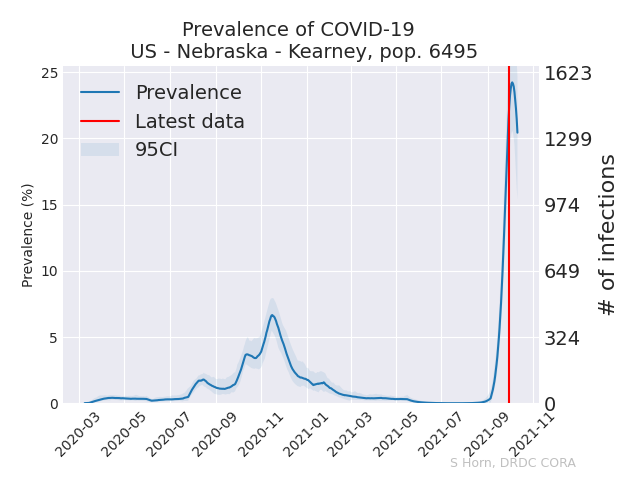 Prevalence of COVID-19
US - Nebraska - Kearney, pop. 6495
Prevalence
Latest data
95CI
Prevalence (%)
25
20
15
10
5
0
1623
1299
974
649
324
0
# of infections
2020-03
2020-05
2020-07
2020-09
2020-11
2021-01
2021-03
2021-05
2021-07
2021-09
2021-11
S Horn, DRDC CORA